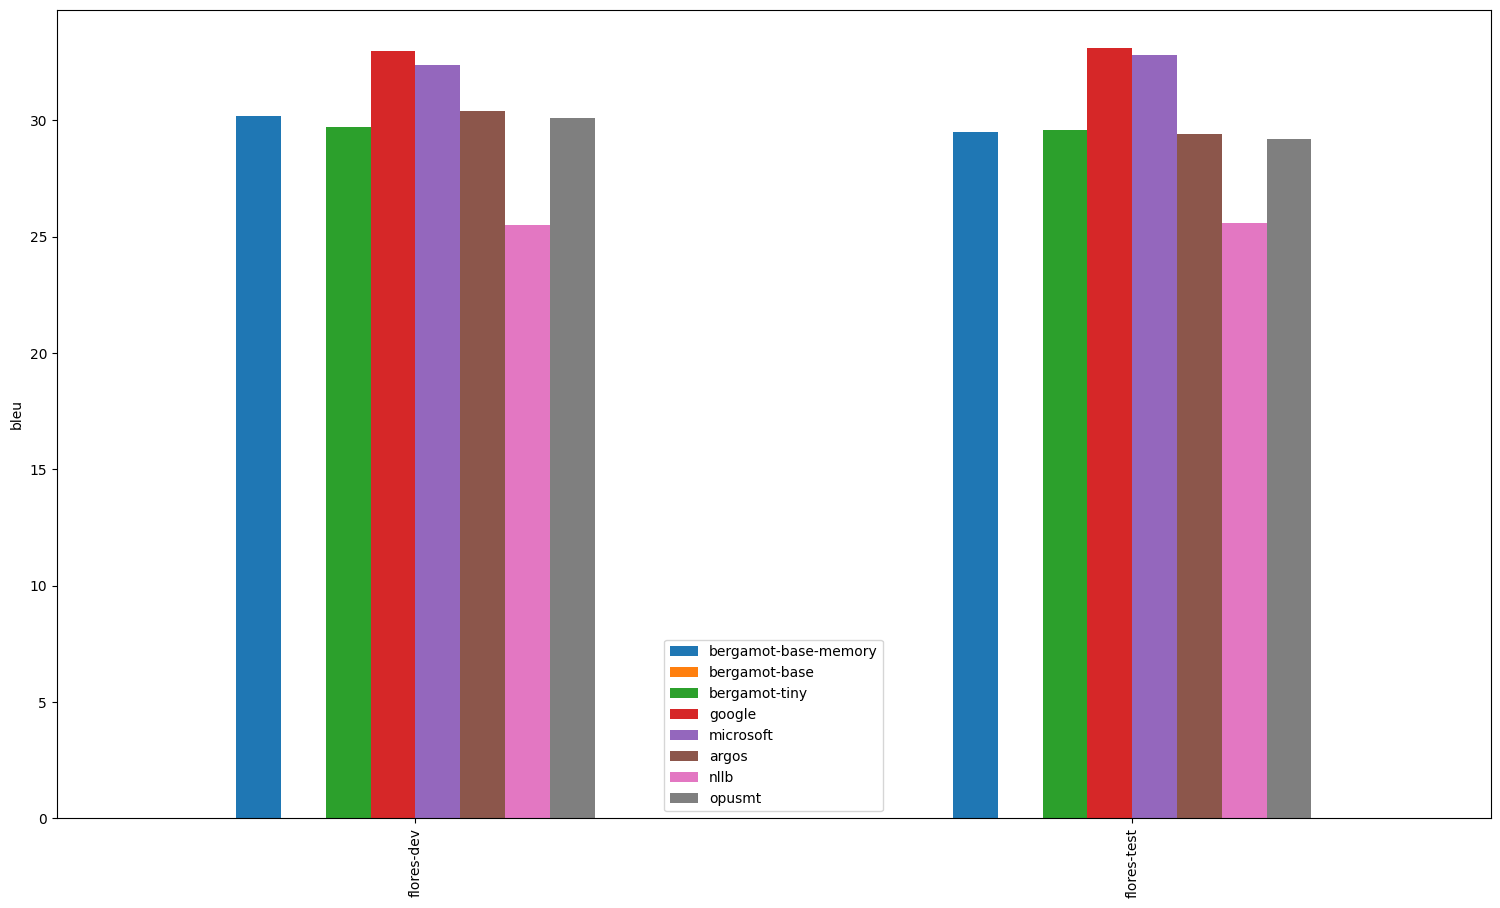 bleu
30
25
20
15
10
5
0
bergamot-base-memory
bergamot-base
bergamot-tiny
google
microsoft
argos
nllb
opusmt
flores-dev
flores-test